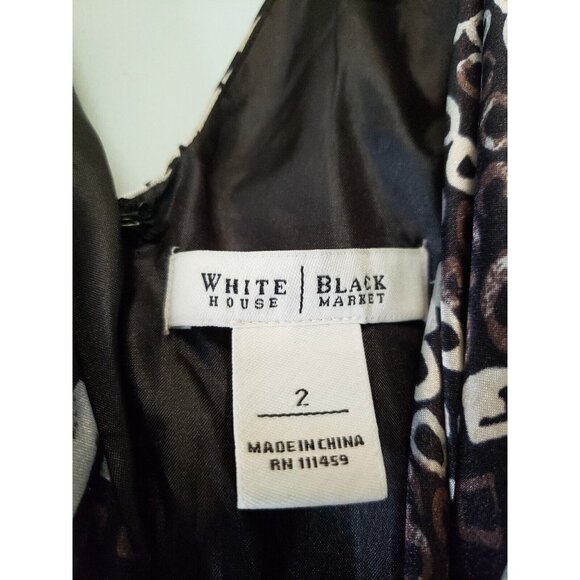 WHITE | BLACK
HOUSE | MARKET
2
MADE IN CHINA
RN 111459